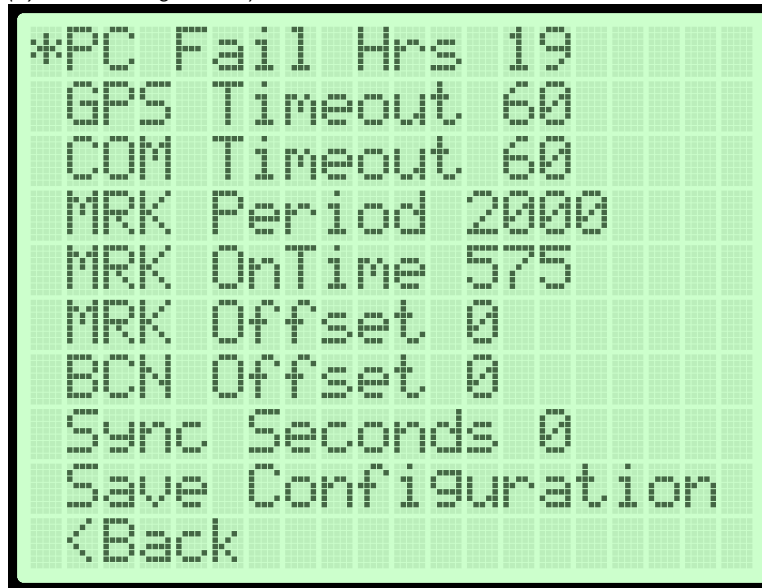 *PC Fail Hrs 19
GPS Timeout 60
COM Timeout 60
MRK Period 2000
MRK OnTime 575
MRK Offset 0
BCN Offset 0
Sync Seconds 0
Save Configuration
<Back